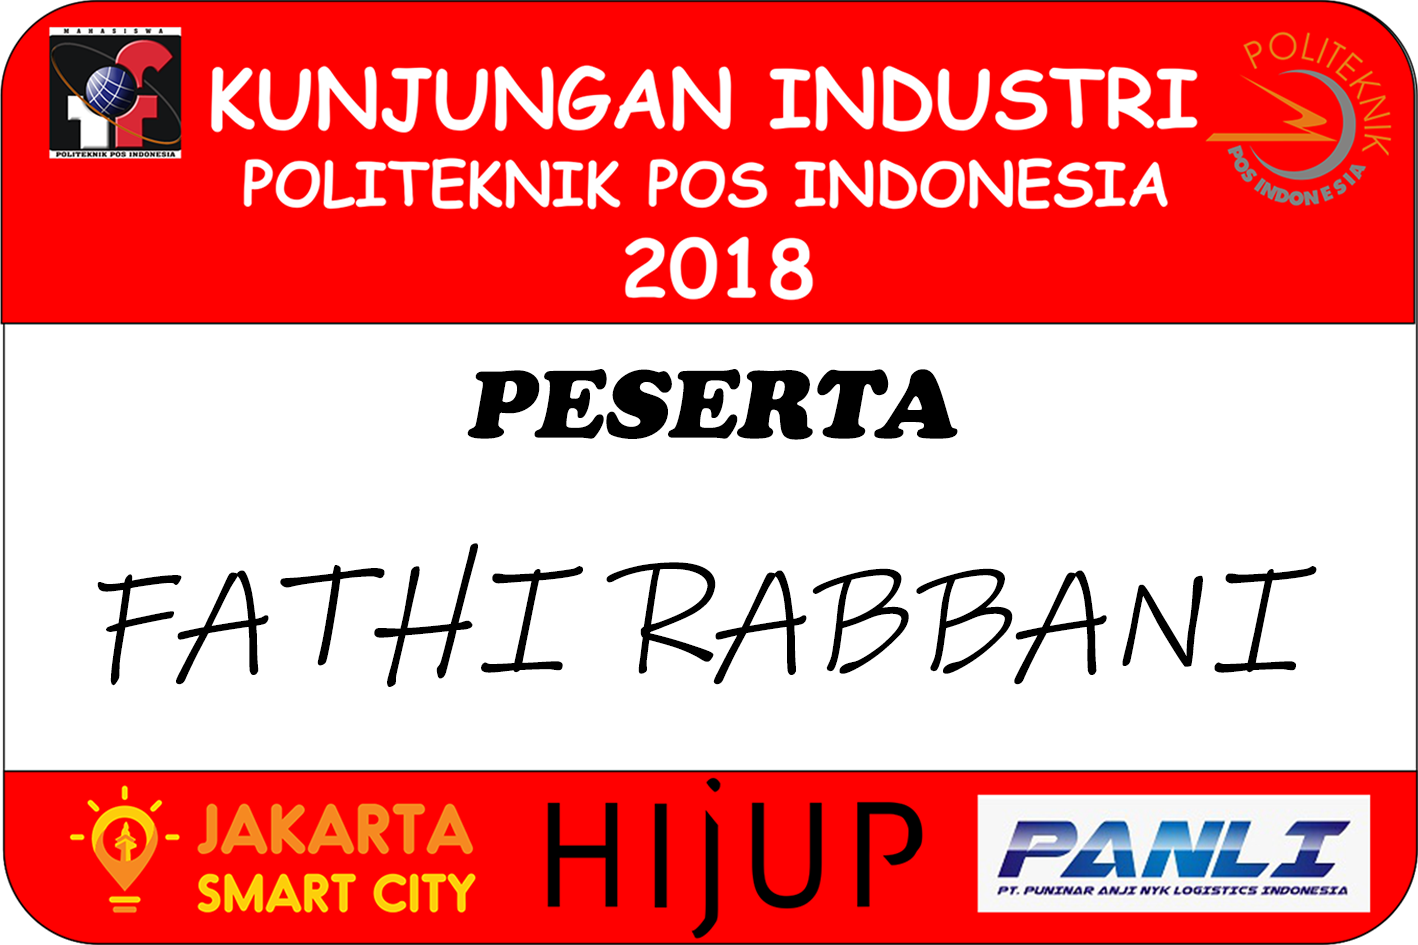 MAHASISWA
if
POLITEKNIK POS INDONESIA
KUNJUNGAN INDUSTRI
POLITEKNIK POS INDONESIA
2018
POLITEKNIK
POS INDONESIA
PESERTA
FATHI RABBANI
JAKARTA
SMART CITY
HIJUP
PANLI
PT. PUNINAR ANJI NYK LOGISTICS INDONESIA